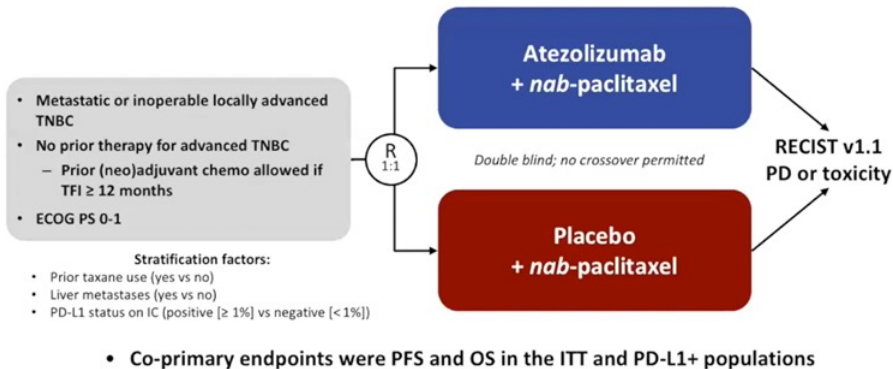 • Metastatic or inoperable locally advanced
TNBC
• No prior therapy for advanced TNBC
– Prior (neo)adjuvant chemo allowed if
TFI ≥ 12 months
• ECOG PS 0-1
Stratification factors:
• Prior taxane use (yes vs no)
• Liver metastases (yes vs no)
• PD-L1 status on IC (positive [≥ 1%] vs negative [< 1%])
R
1:1
Atezolizumab
+ nab-paclitaxel
Double blind; no crossover permitted
Placebo
+ nab-paclitaxel
RECIST v1.1
PD or toxicity
• Co-primary endpoints were PFS and OS in the ITT and PD-L1+ populations